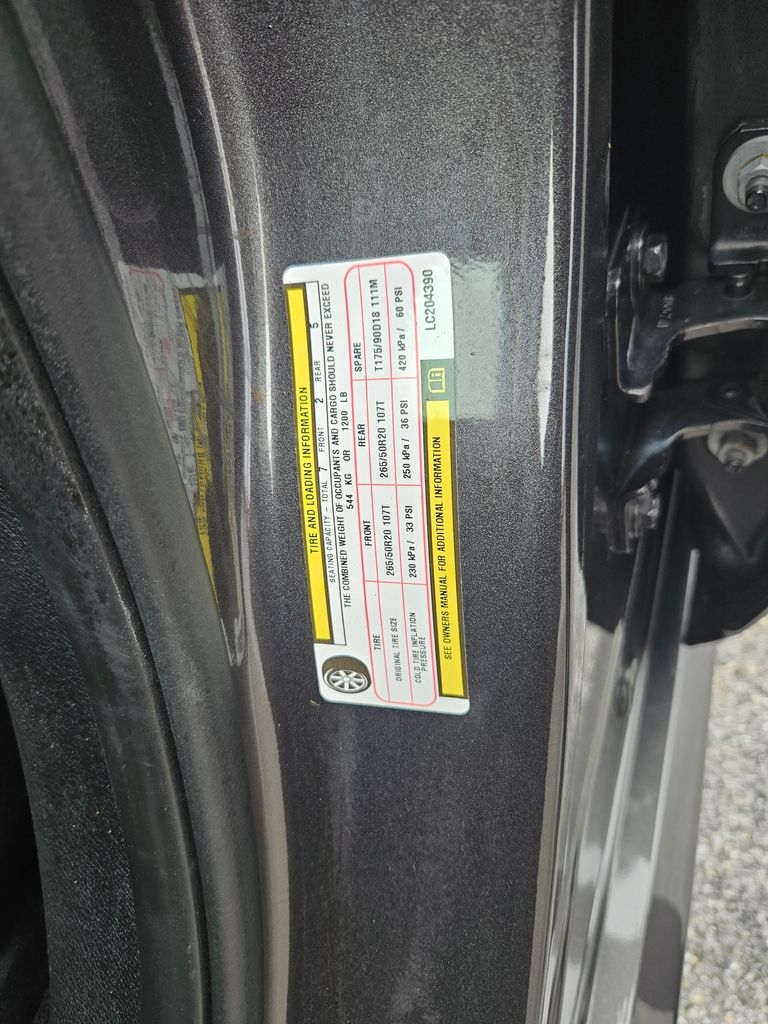 TIRE AND LOADING INFORMATION
SEATING CAPACITY - TOTAL 7 FRONT 2 REAR 5
THE COMBINED WEIGHT OF OCCUPANTS AND CARGO SHOULD NEVER EXCEED
544 KG OR 1200 LB
TIRE FRONT REAR SPARE
ORIGINAL TIRE SIZE 265/50R20 107T 265/50R20 107T T175/90D18 111M
COLD TIRE INFLATION PRESSURE 230 kPa / 33 PSI 250 kPa / 36 PSI 420 kPa / 60 PSI
SEE OWNERS MANUAL FOR ADDITIONAL INFORMATION
LC204390